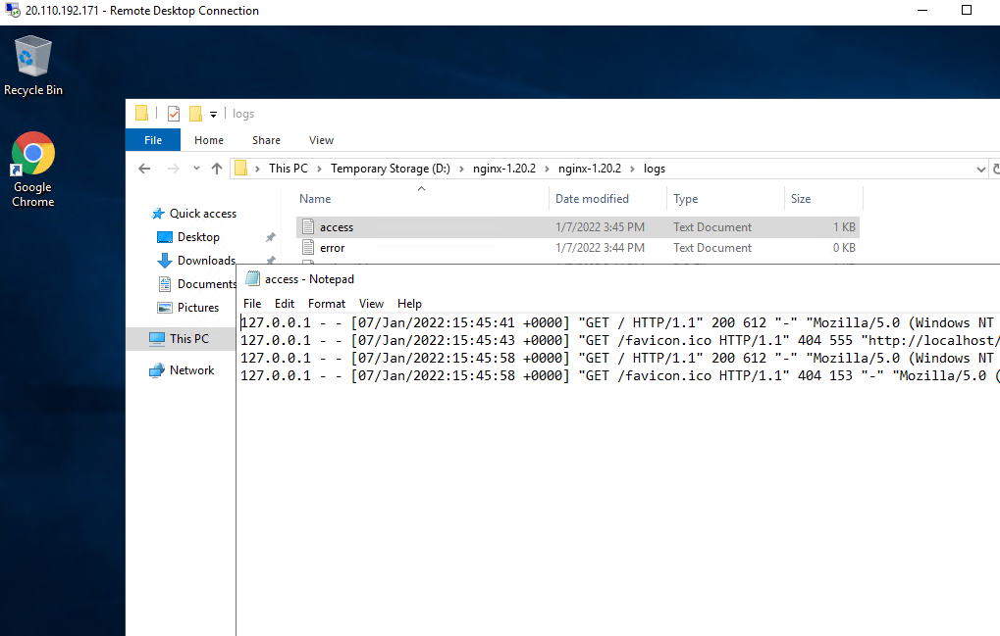 20.110.192.171 - Remote Desktop Connection
Recycle Bin
Google
Chrome
logs
File Home Share View
This PC > Temporary Storage (D:) > nginx-1.20.2 > nginx-1.20.2 > logs
Name Date modified Type Size
Quick access
Desktop
Downloads
Documents
Pictures
This PC
Network
access 1/7/2022 3:45 PM Text Document 1 KB
error 1/7/2022 3:44 PM Text Document 0 KB
access - Notepad
File Edit Format View Help
127.0.0.1 - - [07/Jan/2022:15:45:41 +0000] "GET / HTTP/1.1" 200 612 "-" "Mozilla/5.0 (Windows NT
127.0.0.1 - - [07/Jan/2022:15:45:43 +0000] "GET /favicon.ico HTTP/1.1" 404 555 "http://localhost/
127.0.0.1 - - [07/Jan/2022:15:45:58 +0000] "GET / HTTP/1.1" 200 612 "-" "Mozilla/5.0 (Windows NT
127.0.0.1 - - [07/Jan/2022:15:45:58 +0000] "GET /favicon.ico HTTP/1.1" 404 153 "-" "Mozilla/5.0 (